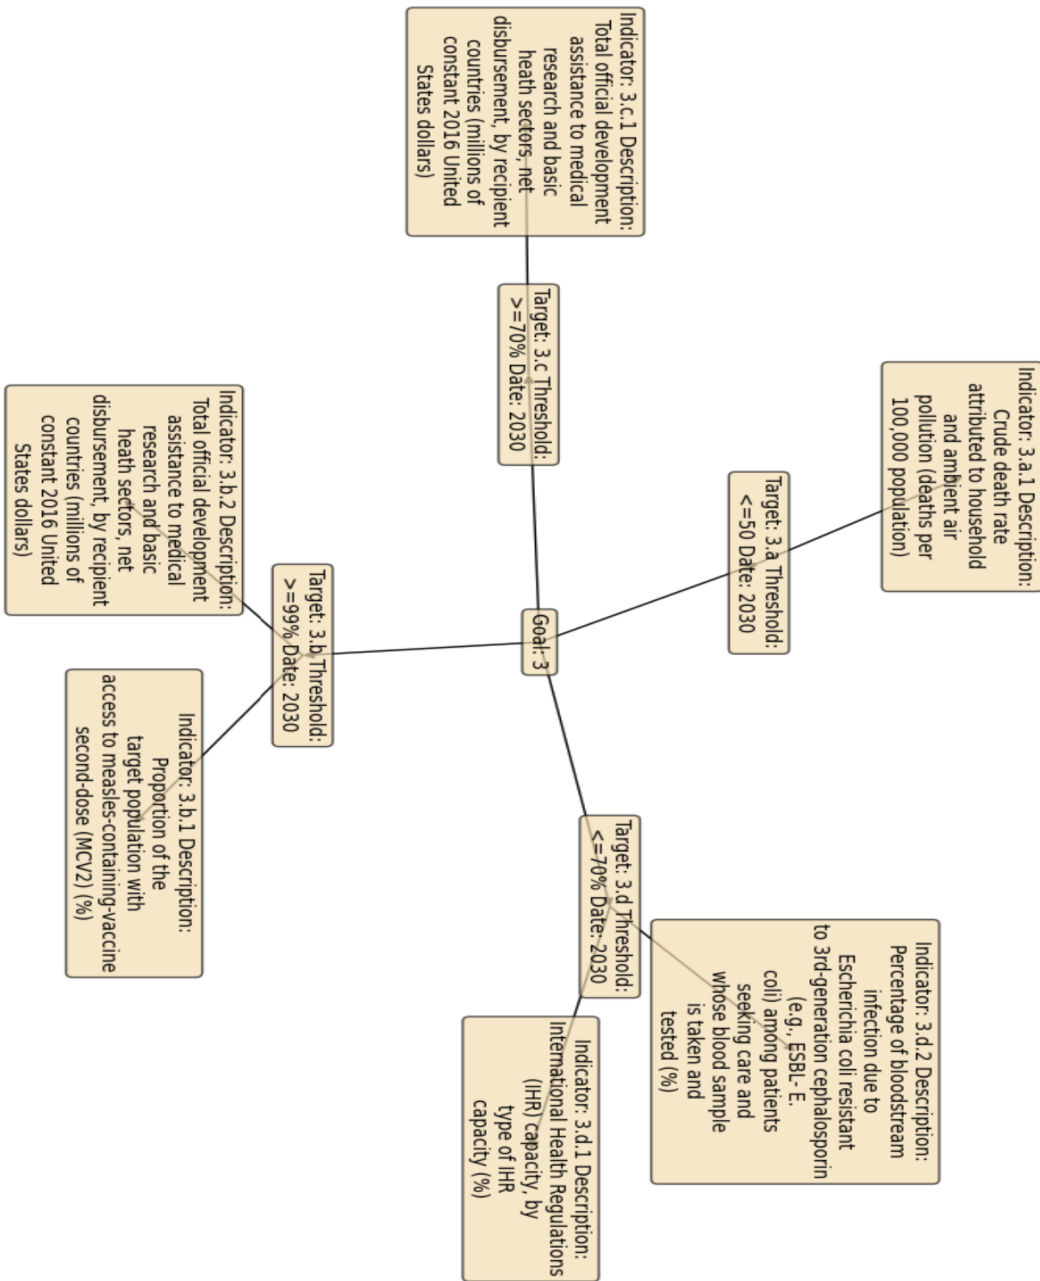 Indicator: 3.a.1 Description:
Crude death rate
attributed to household
and ambient air
pollution (deaths per
100,000 population)
Target: 3.a Threshold:
<=50 Date: 2030
Indicator: 3.c.1 Description:
Total official development
assistance to medical
research and basic
heath sectors, net
disbursement, by recipient
countries (millions of
constant 2016 United
States dollars)
Target: 3.c Threshold:
>=70% Date: 2030
Goal: 3
Target: 3.d Threshold:
<=70% Date: 2030
Indicator: 3.d.2 Description:
Percentage of bloodstream
infection due to
Escherichia coli resistant
to 3rd-generation cephalosporin
(e.g., ESBL- E.
coli) among patients
seeking care and
whose blood sample
is taken and
tested (%)
Indicator: 3.d.1 Description:
International Health Regulations
(IHR) capacity, by
type of IHR
capacity (%)
Target: 3.b Threshold:
>=99% Date: 2030
Indicator: 3.b.2 Description:
Total official development
assistance to medical
research and basic
heath sectors, net
disbursement, by recipient
countries (millions of
constant 2016 United
States dollars)
Indicator: 3.b.1 Description:
Proportion of the
target population with
access to measles-containing-vaccine
second-dose (MCV2) (%)